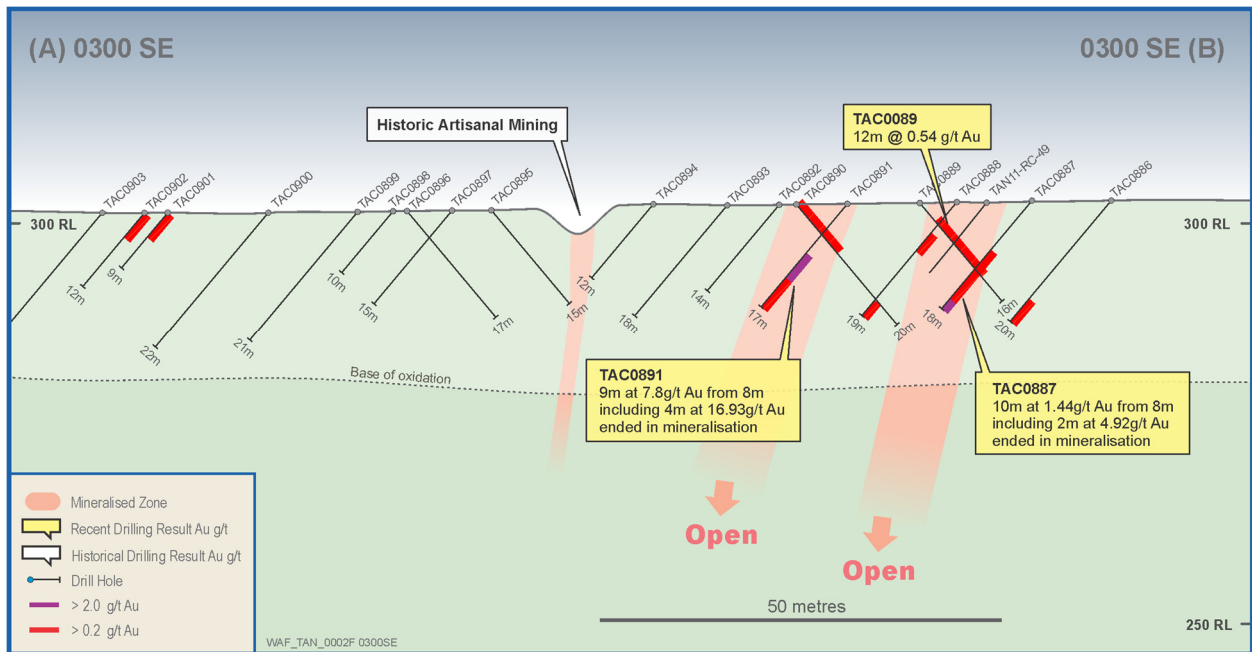 (A) 0300 SE
0300 SE (B)
Historic Artisanal Mining
TAC0089
12m @ 0.54 g/t Au
TAC0903
TAC0902
TAC0901
TAC0900
TAC0899
TAC0898
TAC0896
TAC0897
TAC0895
TAC0894
TAC0893
TAC0892
TAC0890
TAC0891
TAC0889
TAC0888
TAN11-RC-49
TAC0887
TAC0886
300 RL
300 RL
12m
9m
22m
21m
10m
15m
17m
15m
12m
18m
14m
17m
19m
20m
18m
16m
20m
Base of oxidation
TAC0891
9m at 7.8g/t Au from 8m
including 4m at 16.93g/t Au
ended in mineralisation
TAC0887
10m at 1.44g/t Au from 8m
including 2m at 4.92g/t Au
ended in mineralisation
Open
Open
50 metres
250 RL
Mineralised Zone
Recent Drilling Result Au g/t
Historical Drilling Result Au g/t
Drill Hole
> 2.0 g/t Au
> 0.2 g/t Au
WAF_TAN_0002F 0300SE